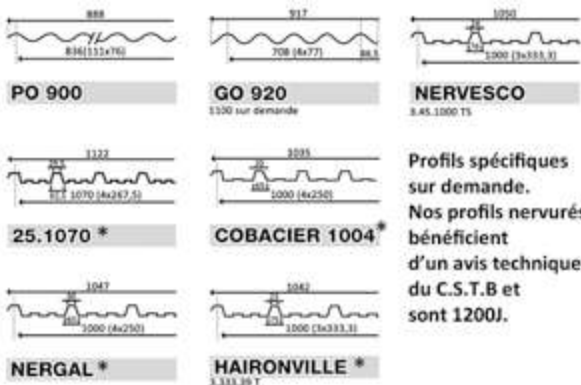 888
836(111x76)
PO 900
917
708 (4x77)
88,5
GO 920
1100 sur demande
1050
1000 (3x333,3)
NERVESCO
3.45.1000 TS
1122
1070 (4x267,5)
25.1070 *
1035
1000 (4x250)
COBACIER 1004*
Profils spécifiques
sur demande.
Nos profils nervurés
bénéficient
d'un avis technique
du C.S.T.B et
sont 1200J.
1047
1000 (4x250)
NERGAL *
1042
1000 (3x333,3)
HAIRONVILLE *
3.333.39 T